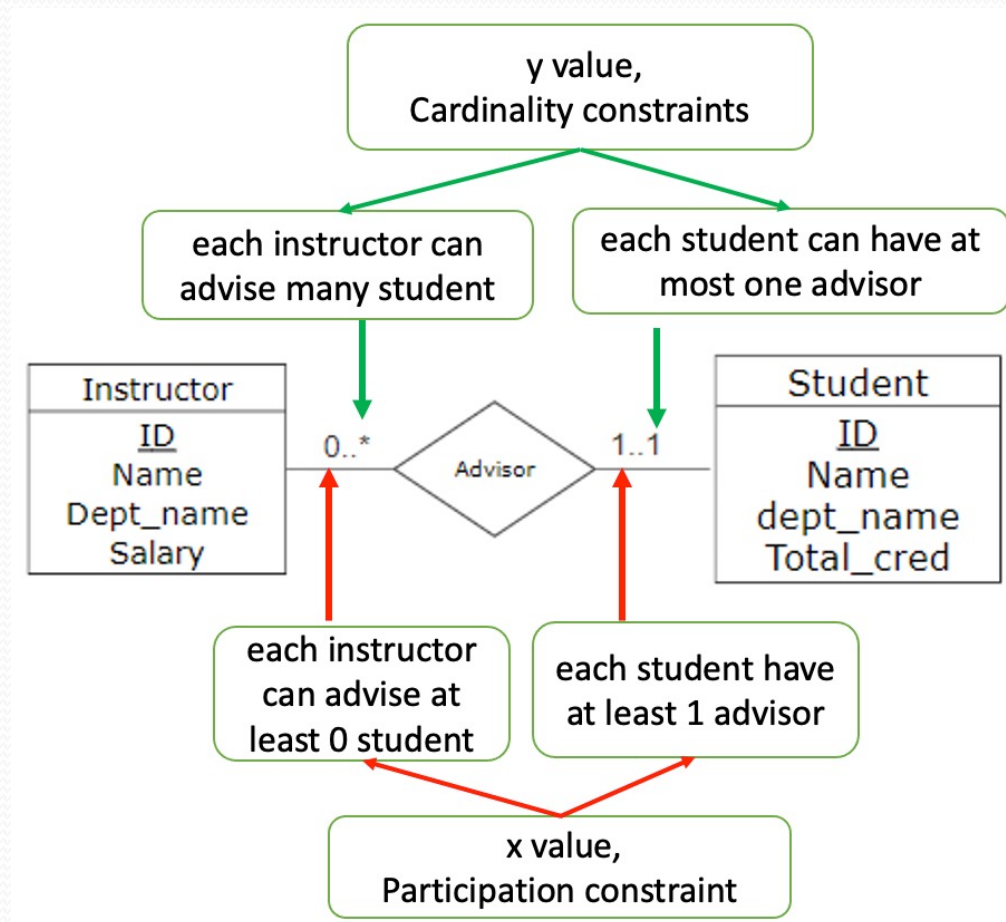 y value,
Cardinality constraints
each instructor can
advise many student
each student can have at
most one advisor
Instructor
ID
Name
Dept_name
Salary
0..*
Advisor
1..1
Student
ID
Name
dept_name
Total_cred
each instructor
can advise at
least 0 student
each student have
at least 1 advisor
x value,
Participation constraint